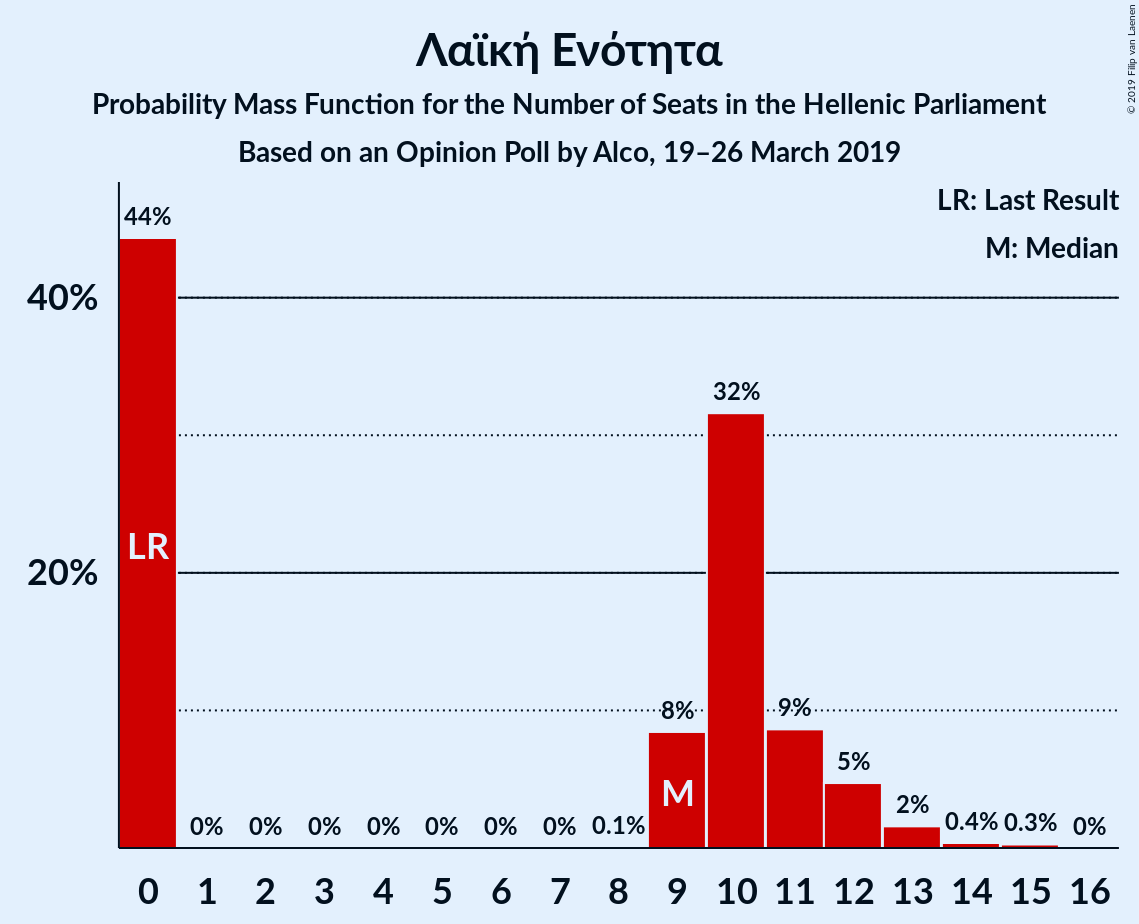 Λαϊκή Ενότητα
Probability Mass Function for the Number of Seats in the Hellenic Parliament
Based on an Opinion Poll by Alco, 19–26 March 2019
© 2019 Filip van Laenen
LR: Last Result
M: Median
44%
40%
32%
LR
20%
8%
9%
M
5%
2%
0% 0% 0% 0% 0% 0% 0% 0.1% 0.4% 0.3% 0%
0 1 2 3 4 5 6 7 8 9 10 11 12 13 14 15 16